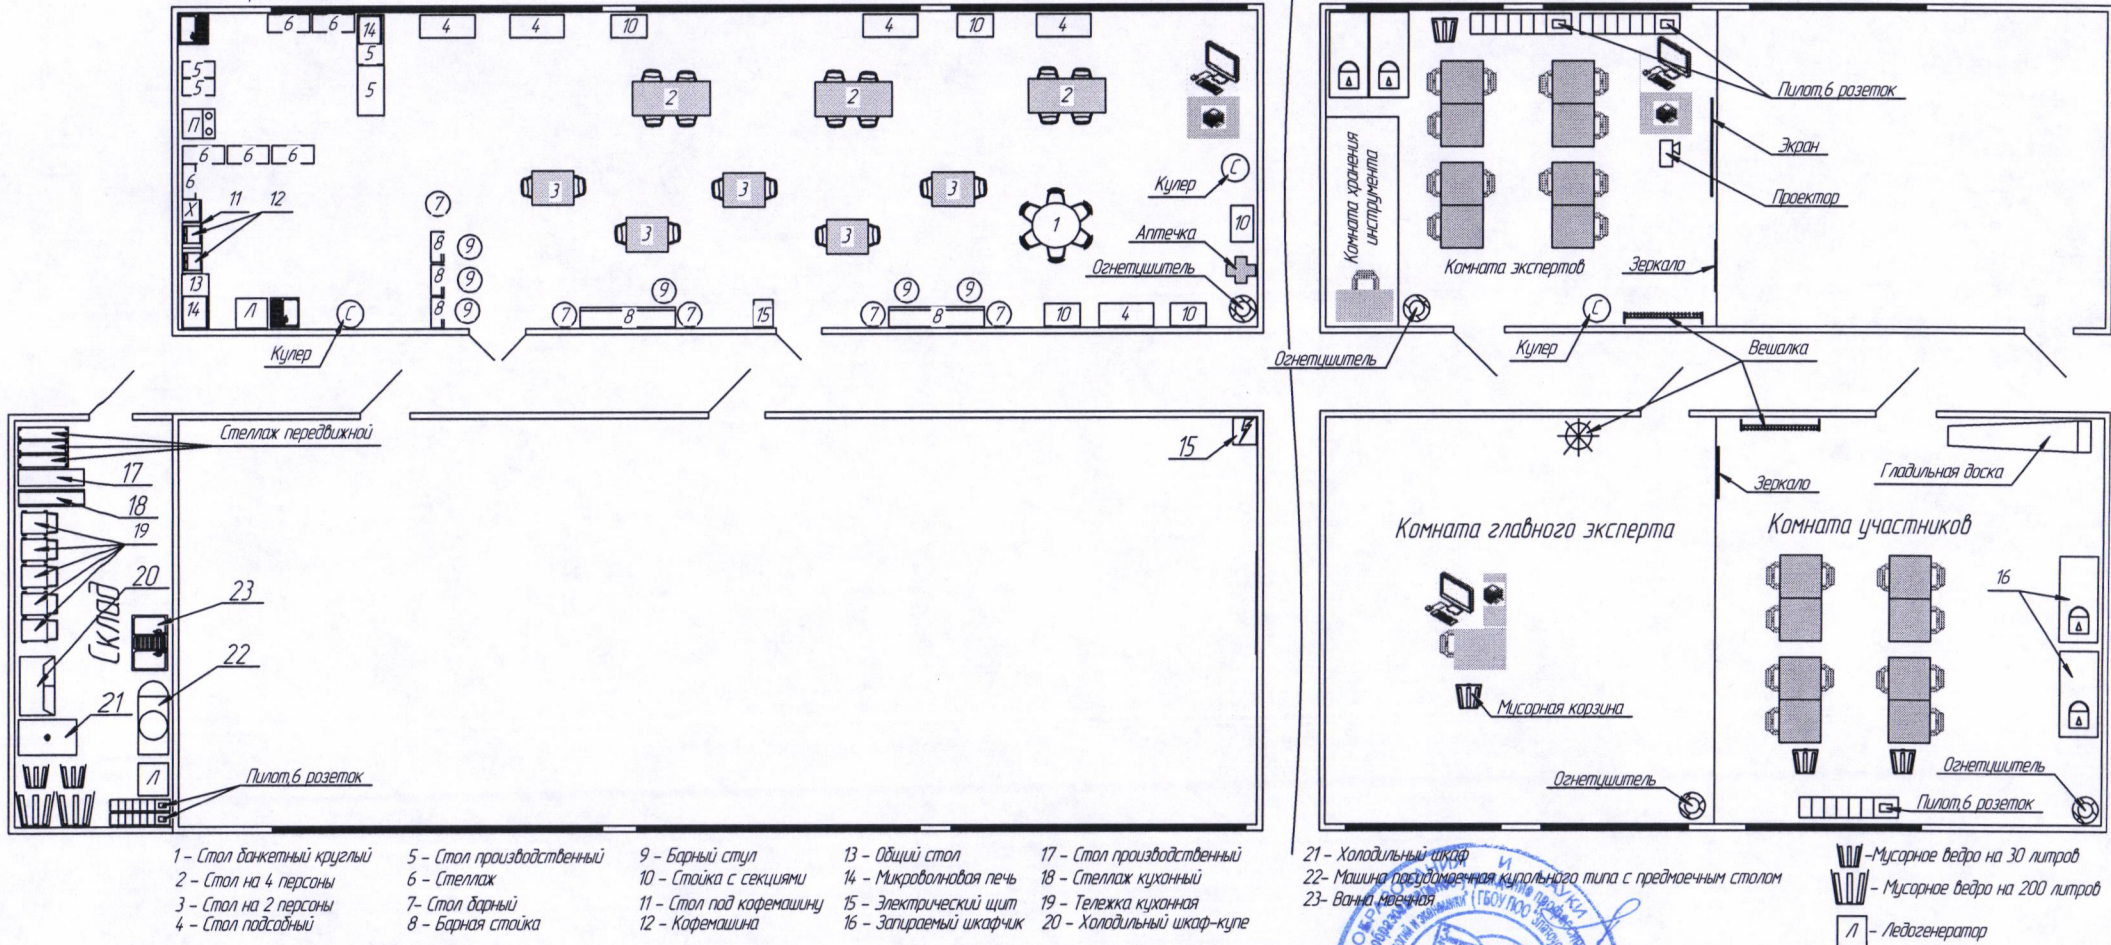 6 6 14 4 4 10 4 10 4
5
5
5
5
П
2 2 2
6 6 6
6
Х
11 12
3 3 3
3 3
1
7
8 9
8 9
8 9
13
14
Л
С
Кулер
9 9 9
7 8 7
15
7 8 7
10 4 10
Кулер
С
10
Аптечка
Огнетушитель
Комната хранения
инструмента
Пилот,6 розеток
Экран
Проектор
Комната экспертов
Зеркало
С
Огнетушитель
Кулер
Вешалка
Стеллаж передвижной
17
18
19
20
Склад
23
22
21
Л
Пилот,6 розеток
15
Комната главного эксперта
Мусорная корзина
Огнетушитель
Зеркало
Гладильная доска
Комната участников
16
Огнетушитель
Пилот,6 розеток
1 - Стол банкетный круглый
2 - Стол на 4 персоны
3 - Стол на 2 персоны
4 - Стол подсобный
5 - Стол производственный
6 - Стеллаж
7- Стол барный
8 - Барная стойка
9 - Барный стул
10 - Стойка с секциями
11 - Стол под кофемашину
12 - Кофемашина
13 - Общий стол
14 - Микроволновая печь
15 - Электрический щит
16 - Запираемый шкафчик
17 - Стол производственный
18 - Стеллаж кухонный
19 - Тележка кухонная
20 - Холодильный шкаф-купе
21 - Холодильный шкаф
22- Машина посудомоечная купольного типа с предмоечным столом
23- Ванна моечная
-Мусорное ведро на 30 литров
- Мусорное ведро на 200 литров
Л - Ледогенератор
ОБРАЗОВАНИЯ И НАУКИ
ГБОУ ПОО